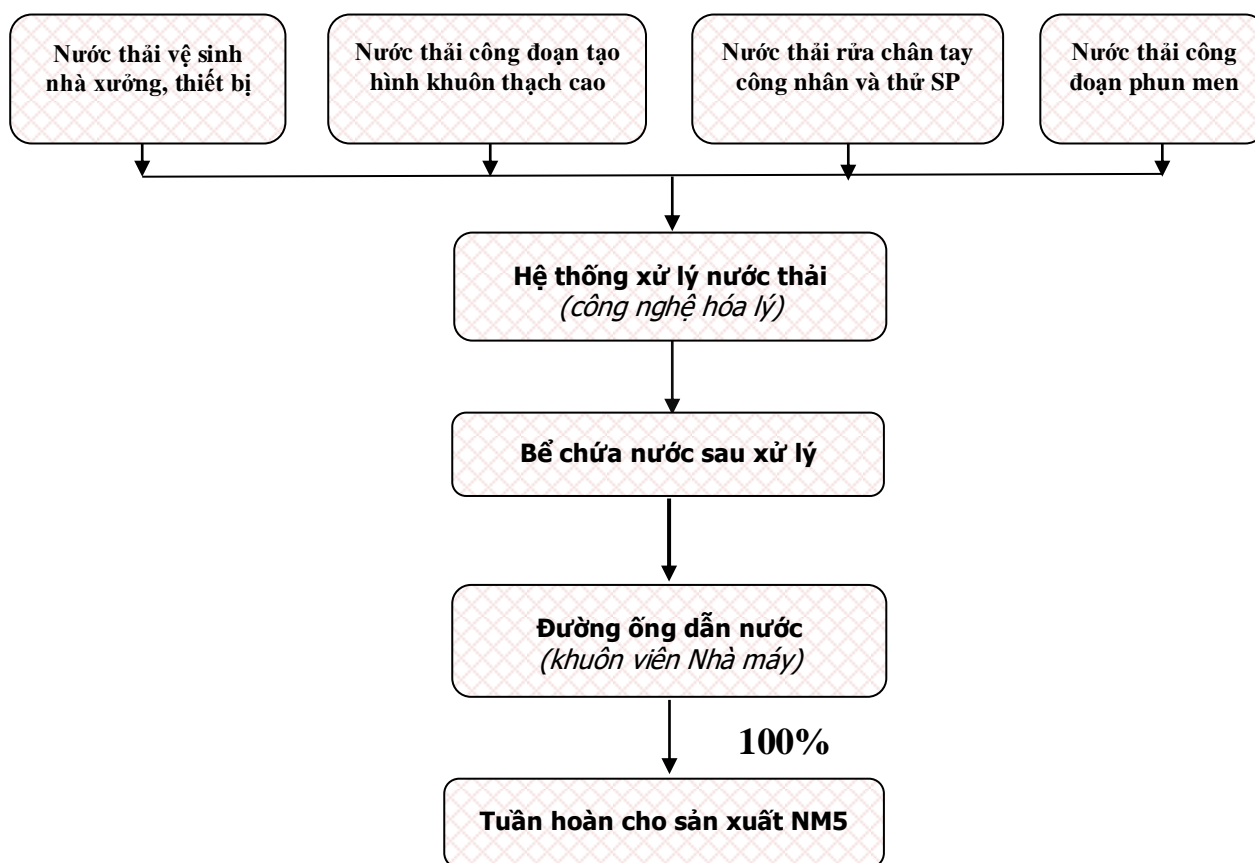 Nước thải vệ sinh
nhà xưởng, thiết bị
Nước thải công đoạn tạo
hình khuôn thạch cao
Nước thải rửa chân tay
công nhân và thử SP
Nước thải công
đoạn phun men
Hệ thống xử lý nước thải
(công nghệ hóa lý)
Bể chứa nước sau xử lý
Đường ống dẫn nước
(khuôn viên Nhà máy)
100%
Tuần hoàn cho sản xuất NM5